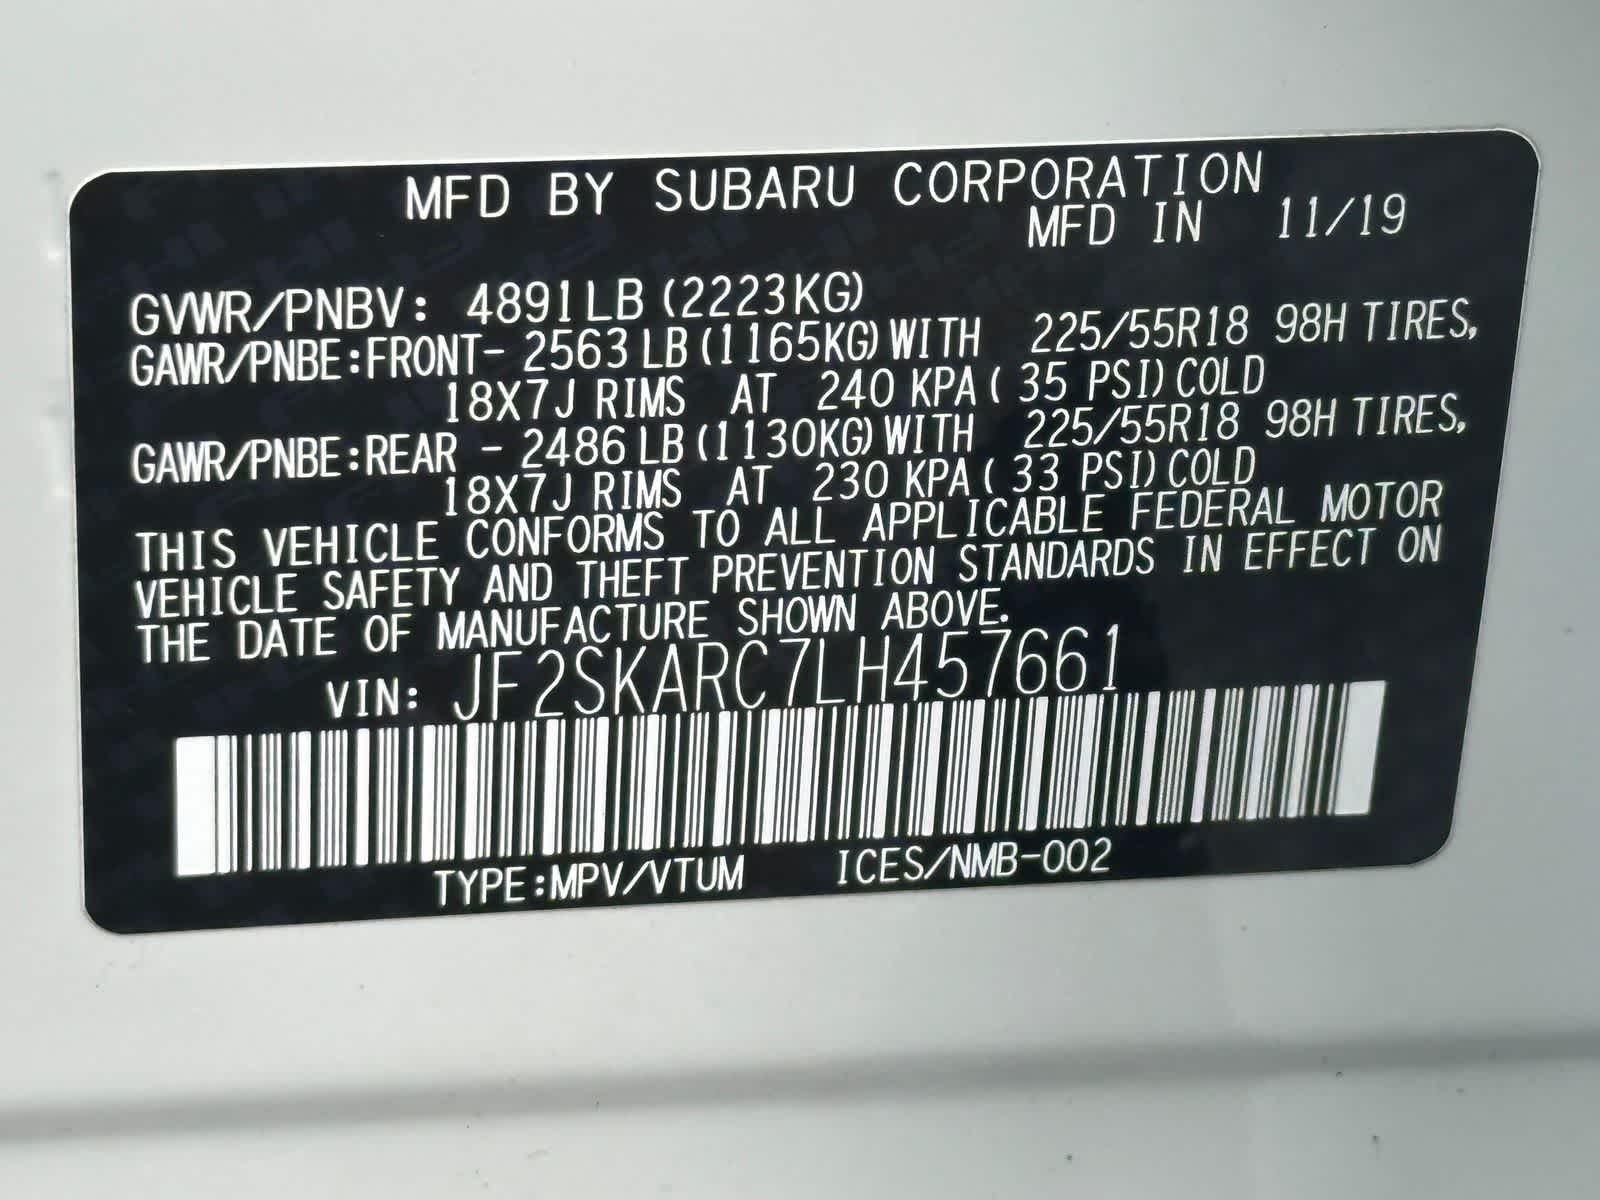 MFD BY SUBARU CORPORATION
MFD IN 11/19
GVWR/PNBV: 4891LB (2223KG)
GAWR/PNBE:FRONT- 2563 LB (1165KG) WITH 225/55R18 98H TIRES,
18X7J RIMS AT 240 KPA ( 35 PSI) COLD
GAWR/PNBE:REAR - 2486 LB (1130KG) WITH 225/55R18 98H TIRES,
18X7J RIMS AT 230 KPA ( 33 PSI) COLD
THIS VEHICLE CONFORMS TO ALL APPLICABLE FEDERAL MOTOR
VEHICLE SAFETY AND THEFT PREVENTION STANDARDS IN EFFECT ON
THE DATE OF MANUFACTURE SHOWN ABOVE.
VIN: JF2SKARC7LH457661
TYPE:MPV/VTUM ICES/NMB-002